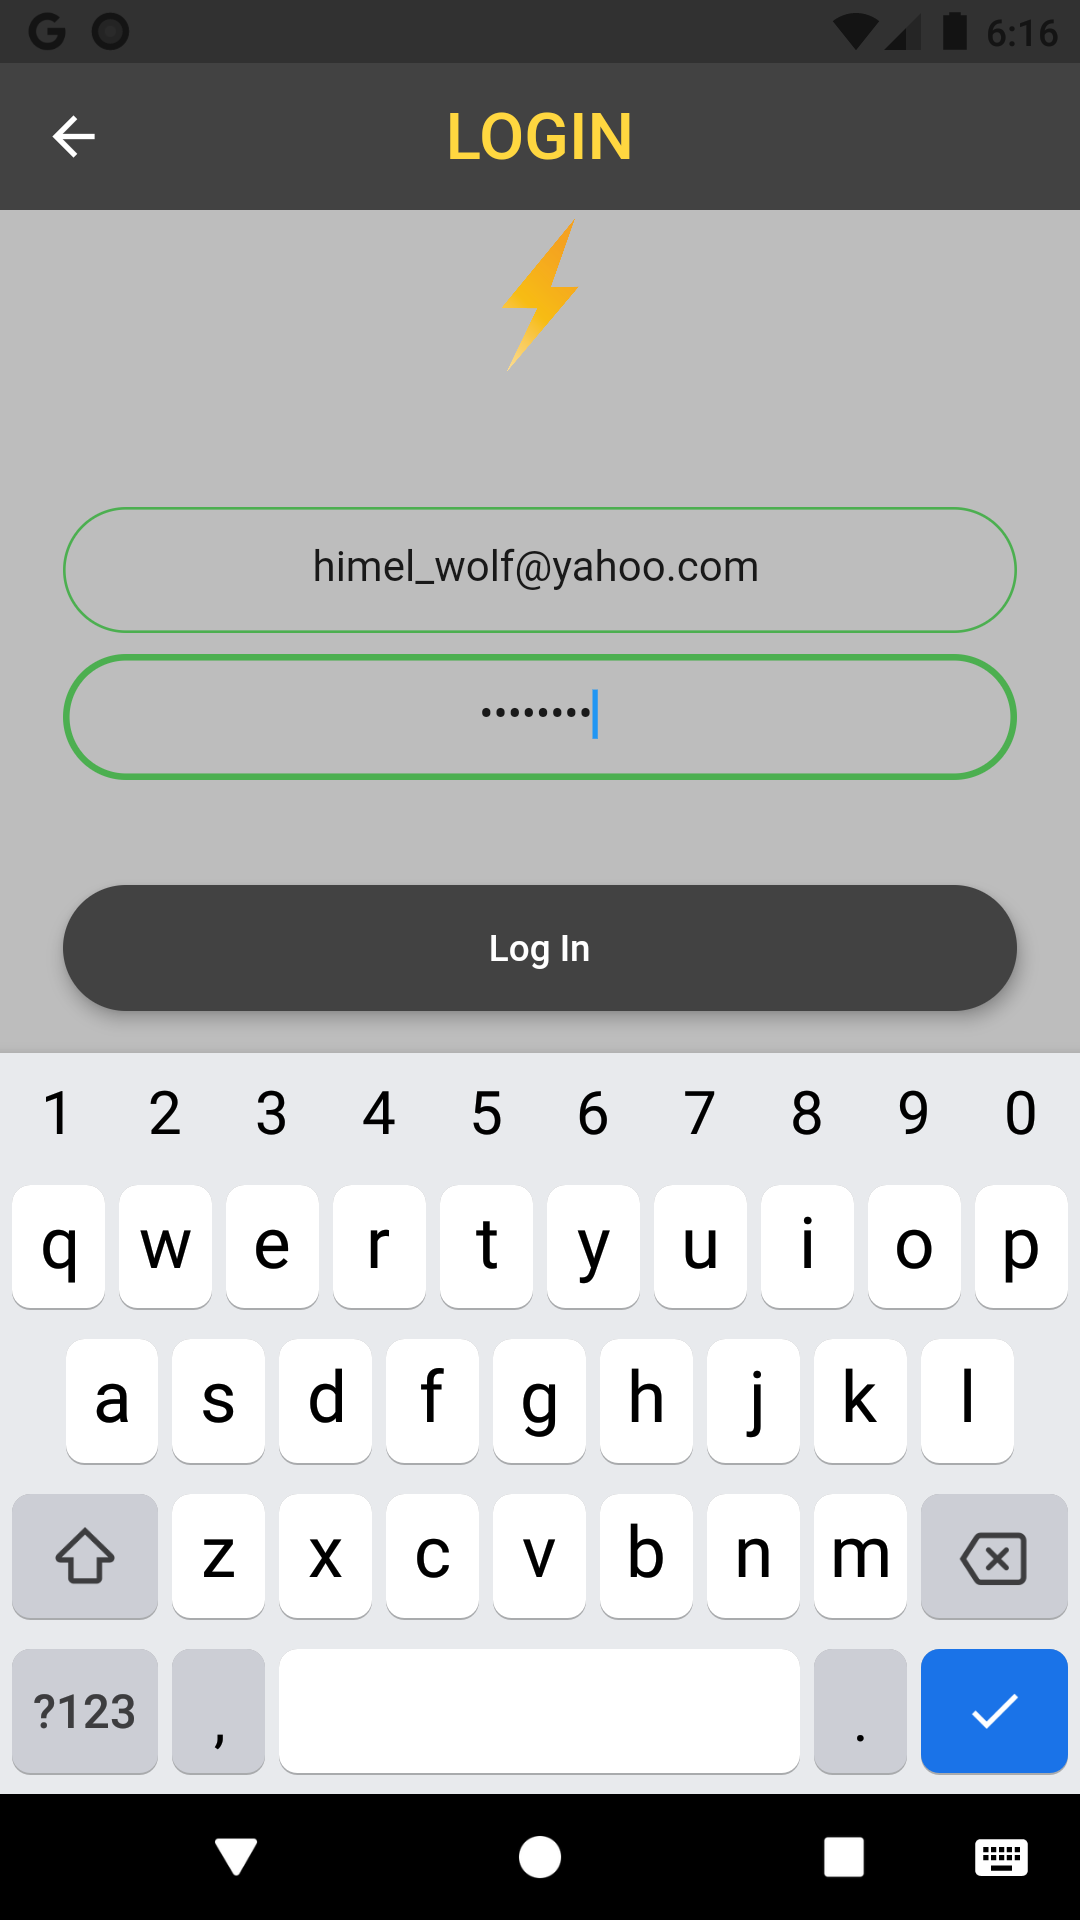 6:16
LOGIN
himel_wolf@yahoo.com
••••••••
Log In
1 2 3 4 5 6 7 8 9 0
q w e r t y u i o p
a s d f g h j k l
z x c v b n m
?123 , .